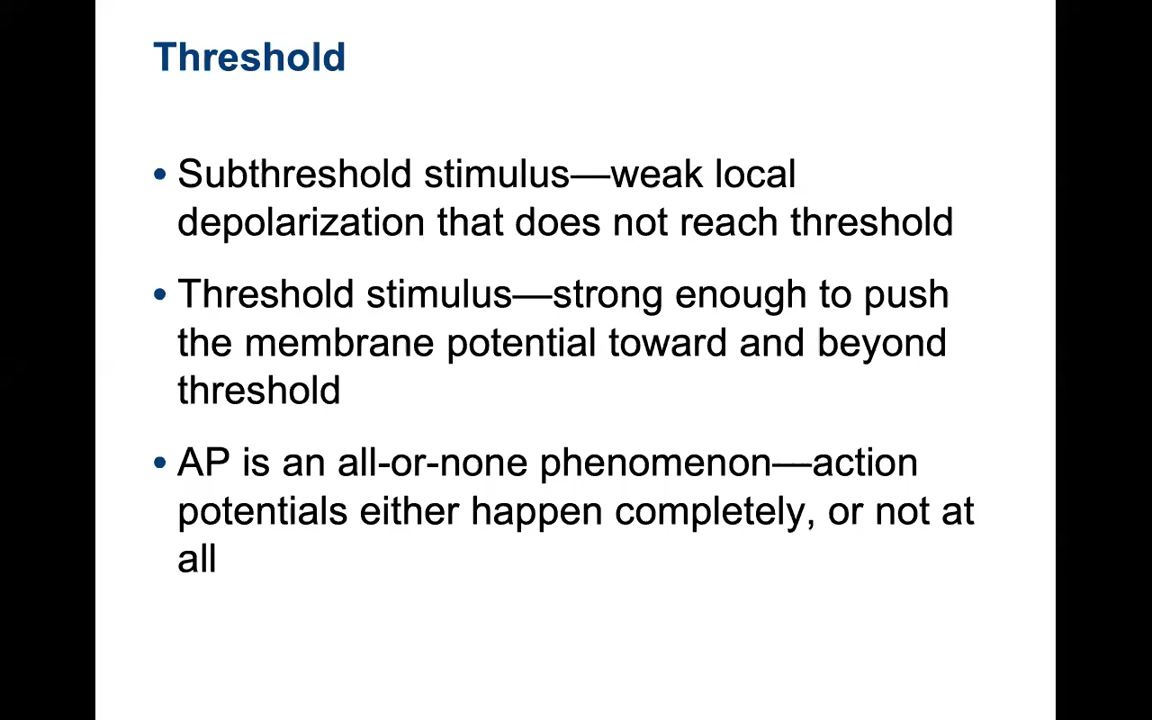 Threshold
• Subthreshold stimulus—weak local
depolarization that does not reach threshold
• Threshold stimulus—strong enough to push
the membrane potential toward and beyond
threshold
• AP is an all-or-none phenomenon—action
potentials either happen completely, or not at
all